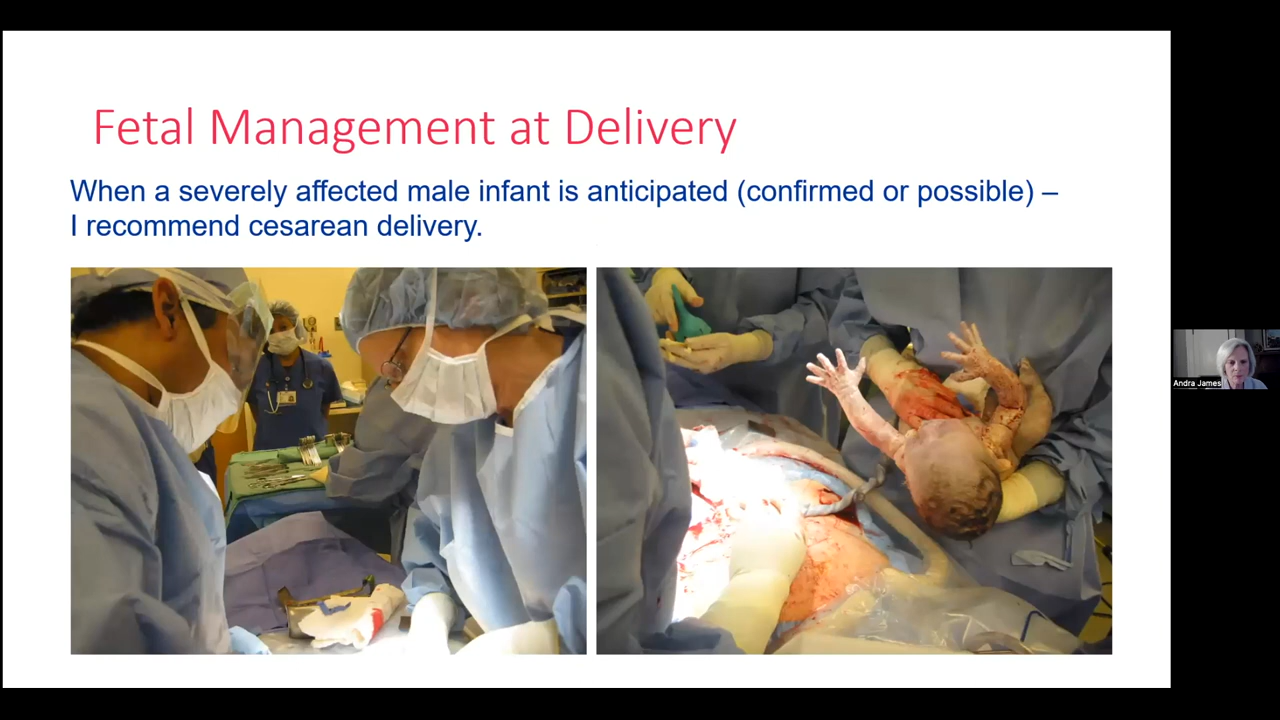 Fetal Management at Delivery
When a severely affected male infant is anticipated (confirmed or possible) –
I recommend cesarean delivery.
Andra James